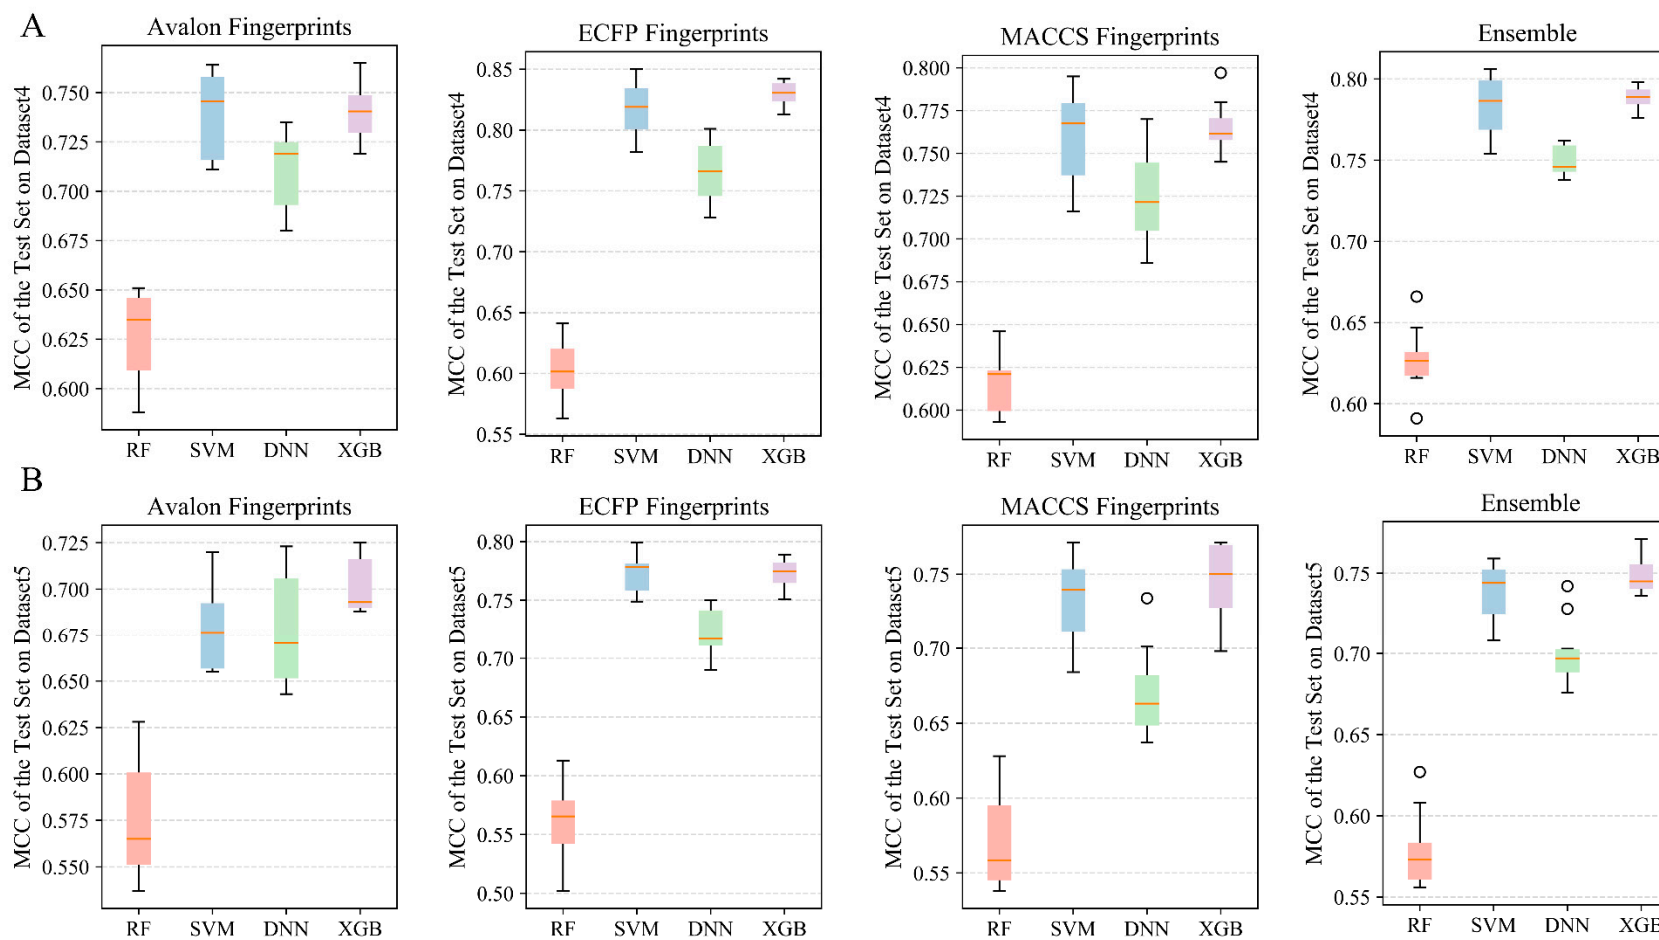 A
Avalon Fingerprints
MCC of the Test Set on Dataset4
0.750
0.725
0.700
0.675
0.650
0.625
0.600
RF SVM DNN XGB
ECFP Fingerprints
MCC of the Test Set on Dataset4
0.85
0.80
0.75
0.70
0.65
0.60
0.55
RF SVM DNN XGB
MACCS Fingerprints
MCC of the Test Set on Dataset4
0.800
0.775
0.750
0.725
0.700
0.675
0.650
0.625
0.600
RF SVM DNN XGB
Ensemble
MCC of the Test Set on Dataset4
0.80
0.75
0.70
0.65
0.60
RF SVM DNN XGB
B
Avalon Fingerprints
MCC of the Test Set on Dataset5
0.725
0.700
0.675
0.650
0.625
0.600
0.575
0.550
RF SVM DNN XGB
ECFP Fingerprints
MCC of the Test Set on Dataset5
0.80
0.75
0.70
0.65
0.60
0.55
0.50
RF SVM DNN XGB
MACCS Fingerprints
MCC of the Test Set on Dataset5
0.75
0.70
0.65
0.60
0.55
RF SVM DNN XGB
Ensemble
MCC of the Test Set on Dataset5
0.75
0.70
0.65
0.60
0.55
RF SVM DNN XGB